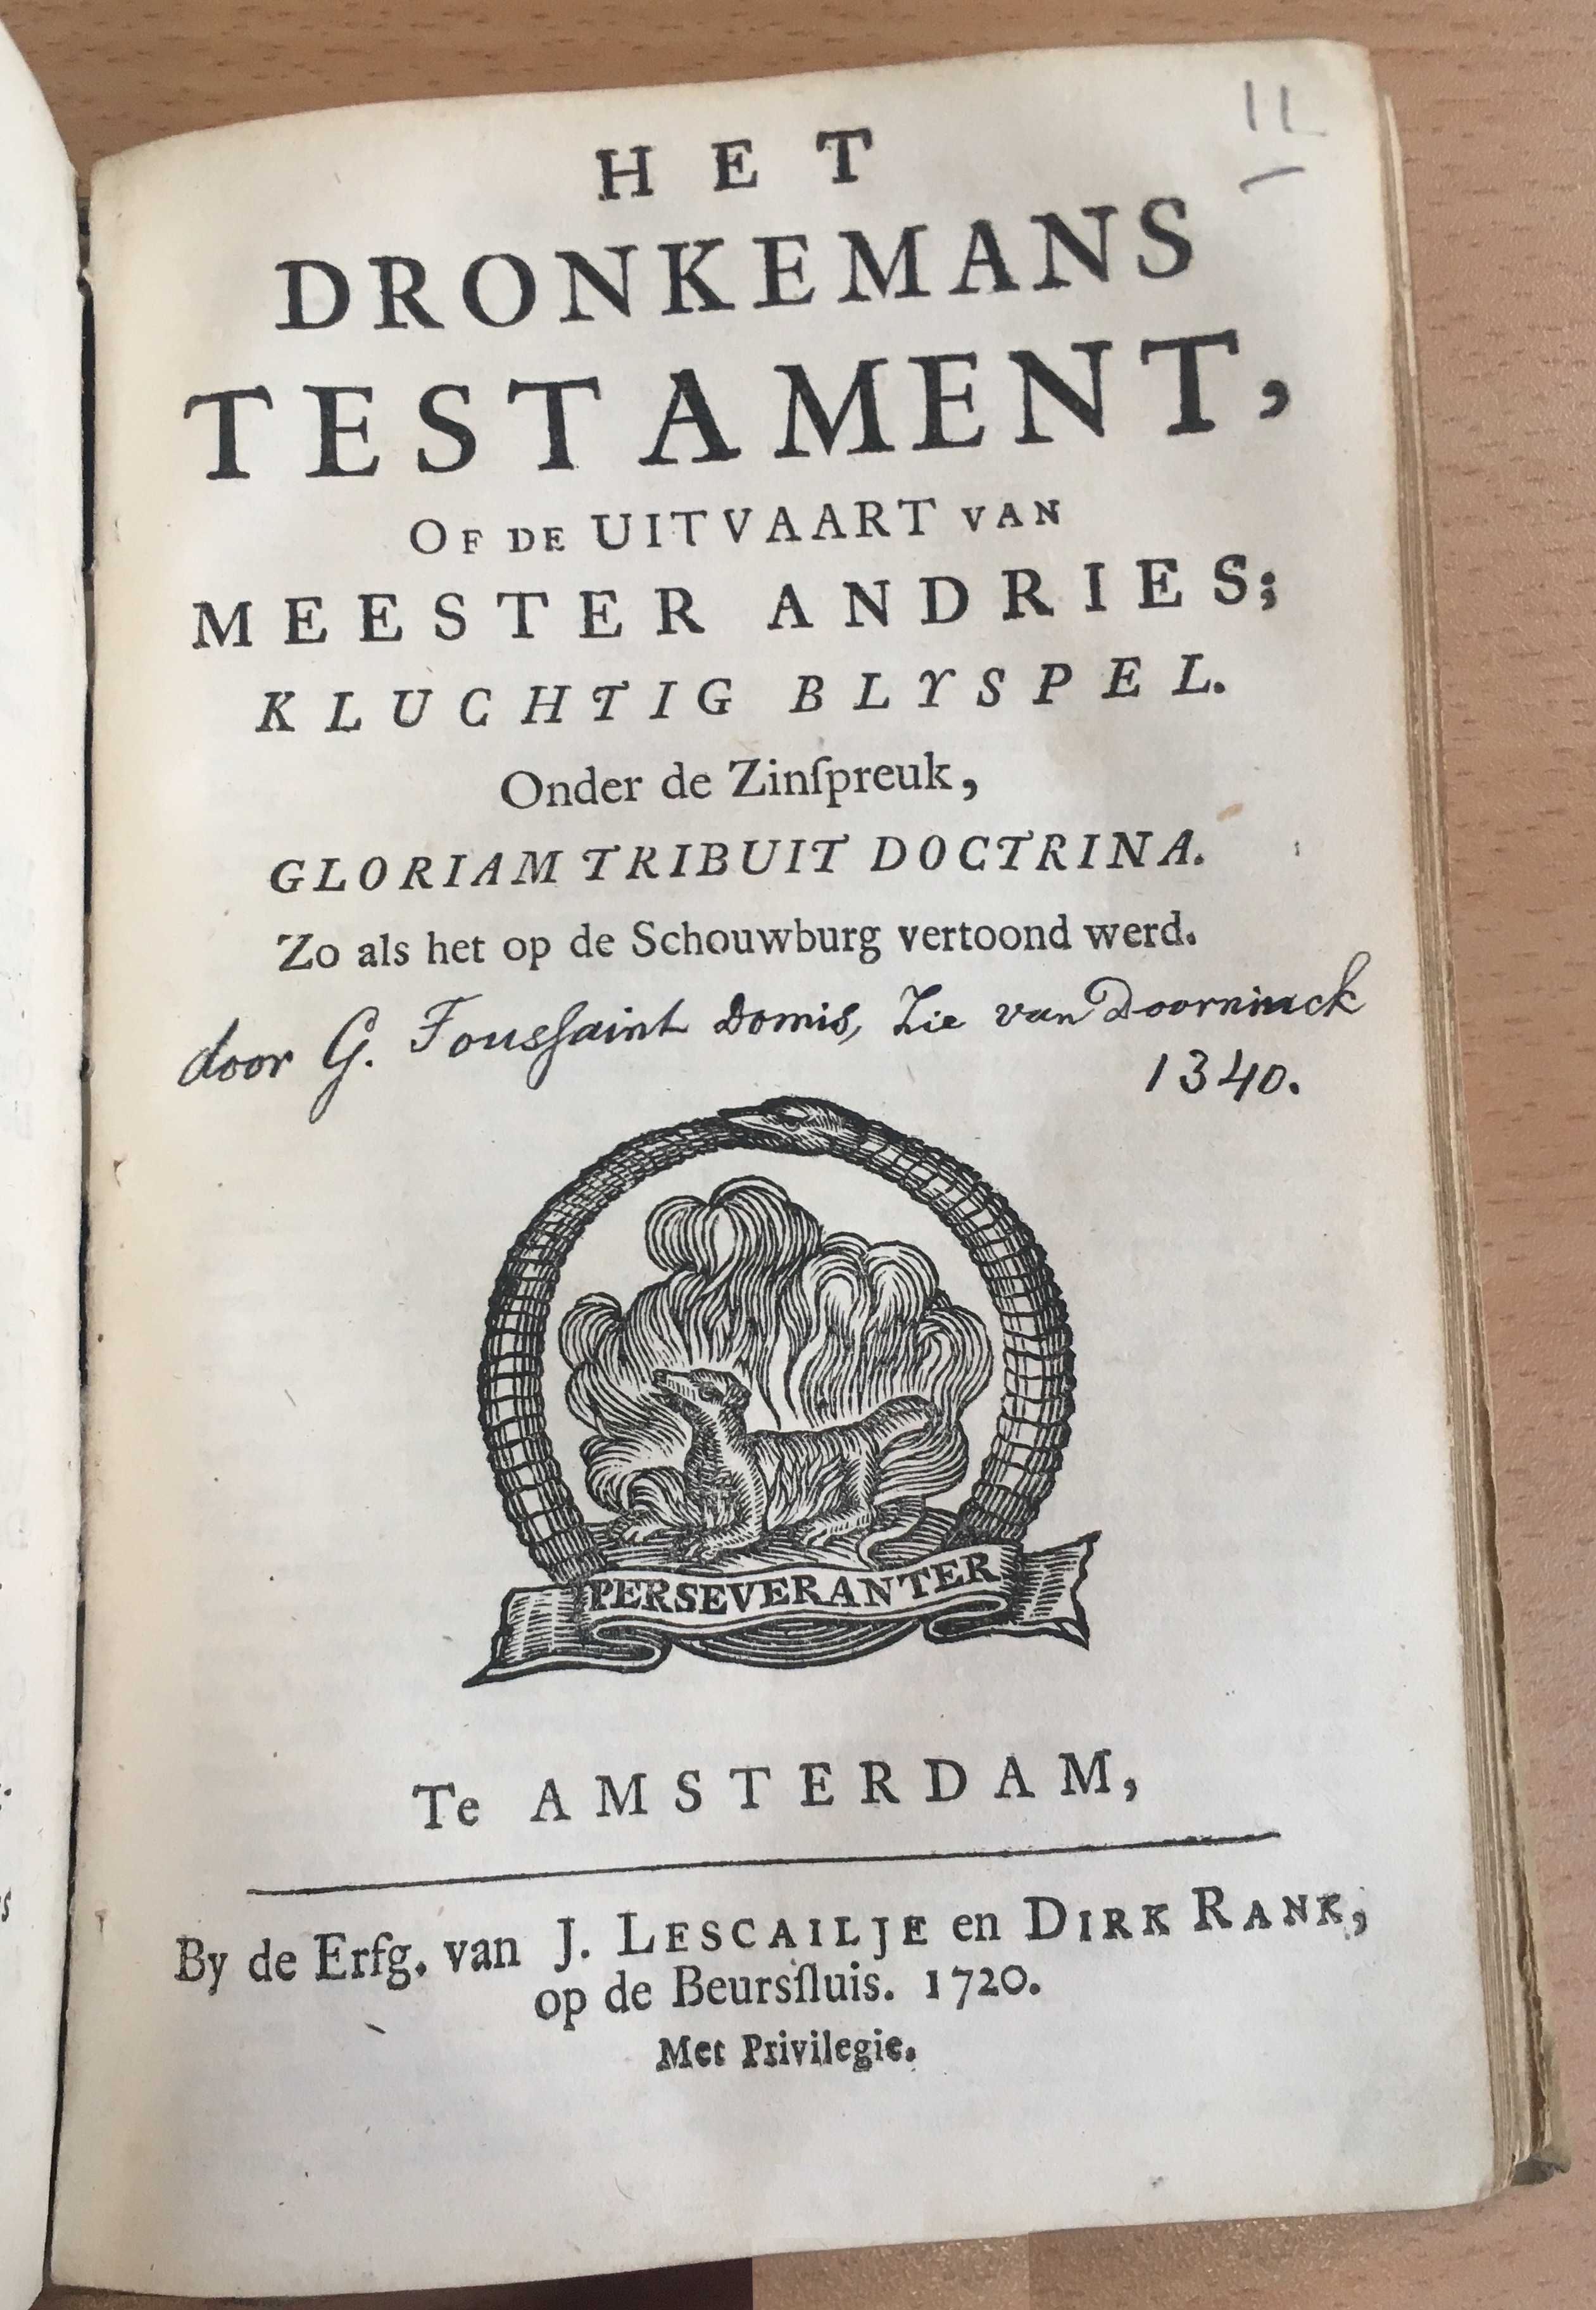 11
HET
DRONKEMANS
TESTAMENT,
OF DE UITVAART VAN
MEESTER ANDRIES;
KLUCHTIG BLYSPEL.
Onder de Zinſpreuk,
GLORIAM TRIBUIT DOCTRINA.
Zo als het op de Schouwburg vertoond werd.
door G. Toussaint Domis, Zie van Doorninck
1340.
PERSEVERANTER
Te AMSTERDAM,
By de Erfg. van J. LESCAILJE en DIRK RANK,
op de Beursſluis. 1720.
Met Privilegie.